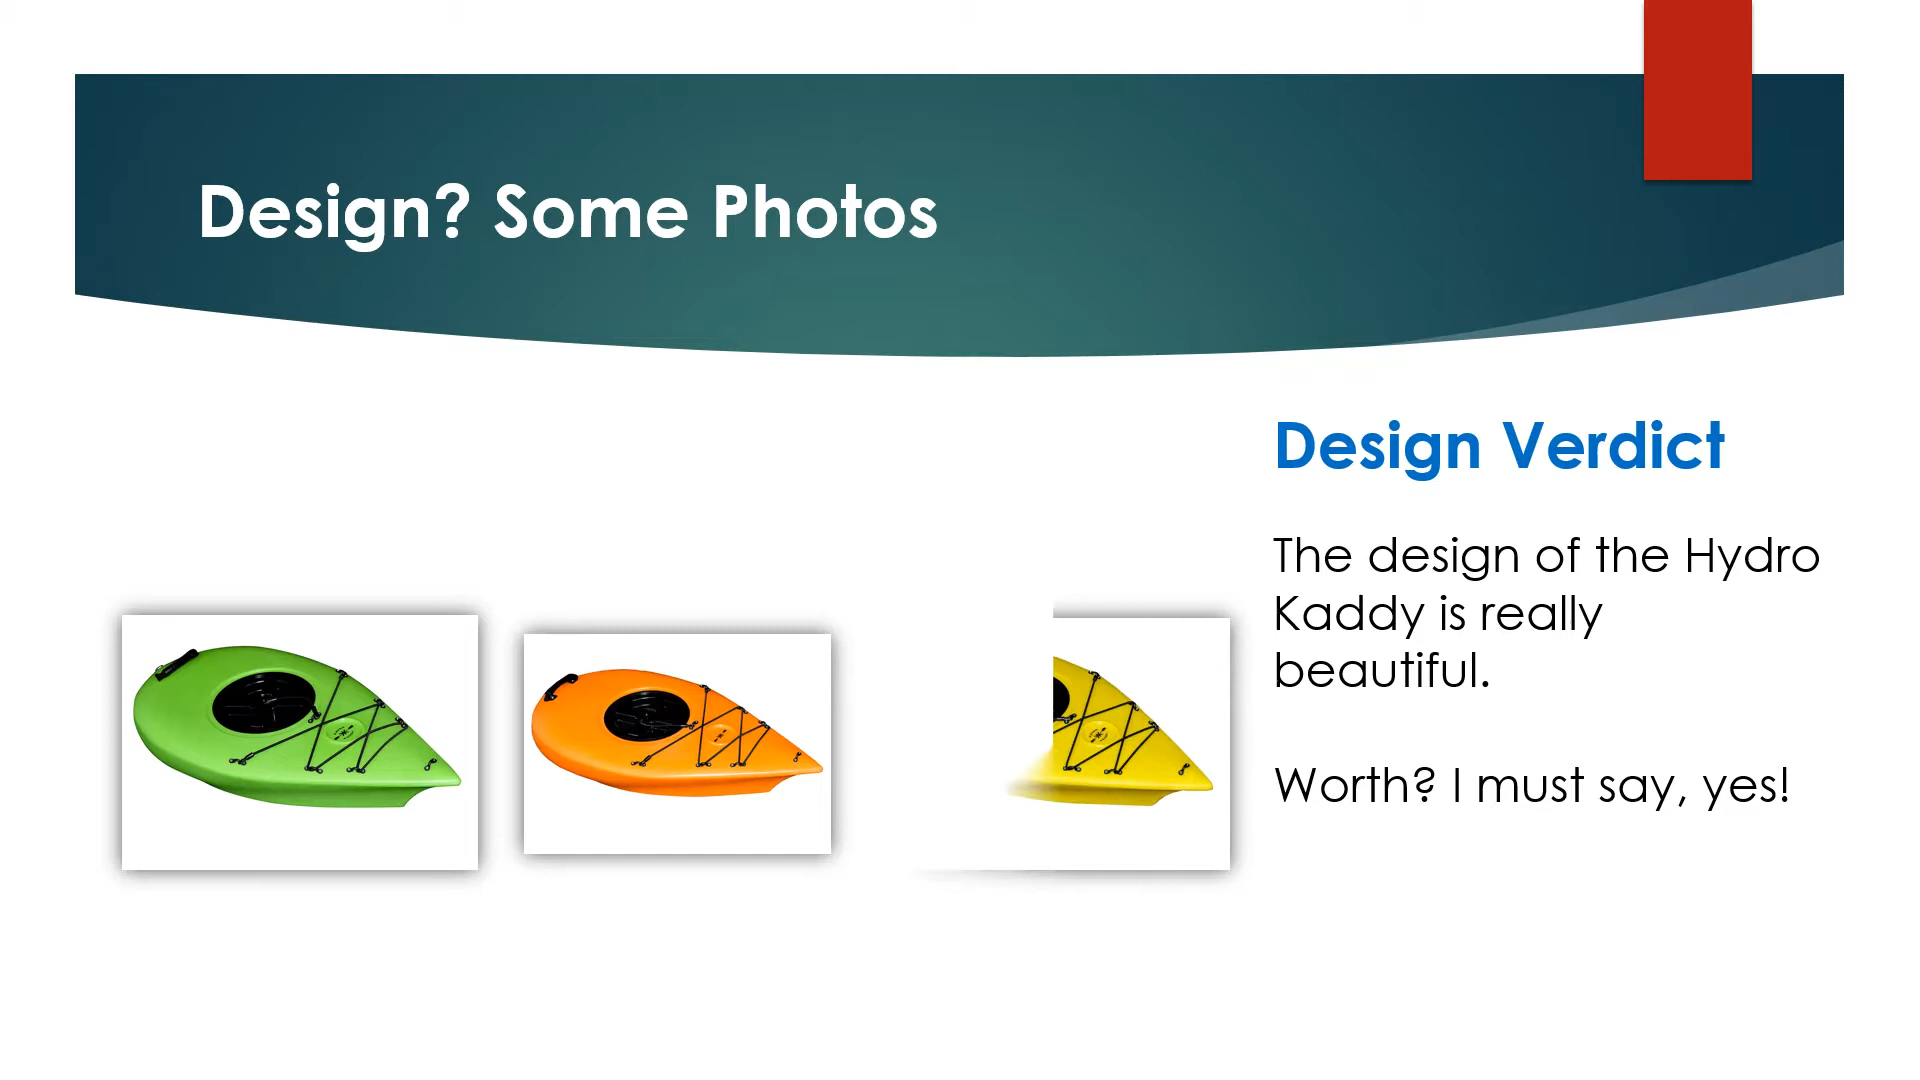 Design? Some Photos
Design Verdict
The design of the Hydro
Kaddy is really
beautiful.
Worth? I must say, yes!